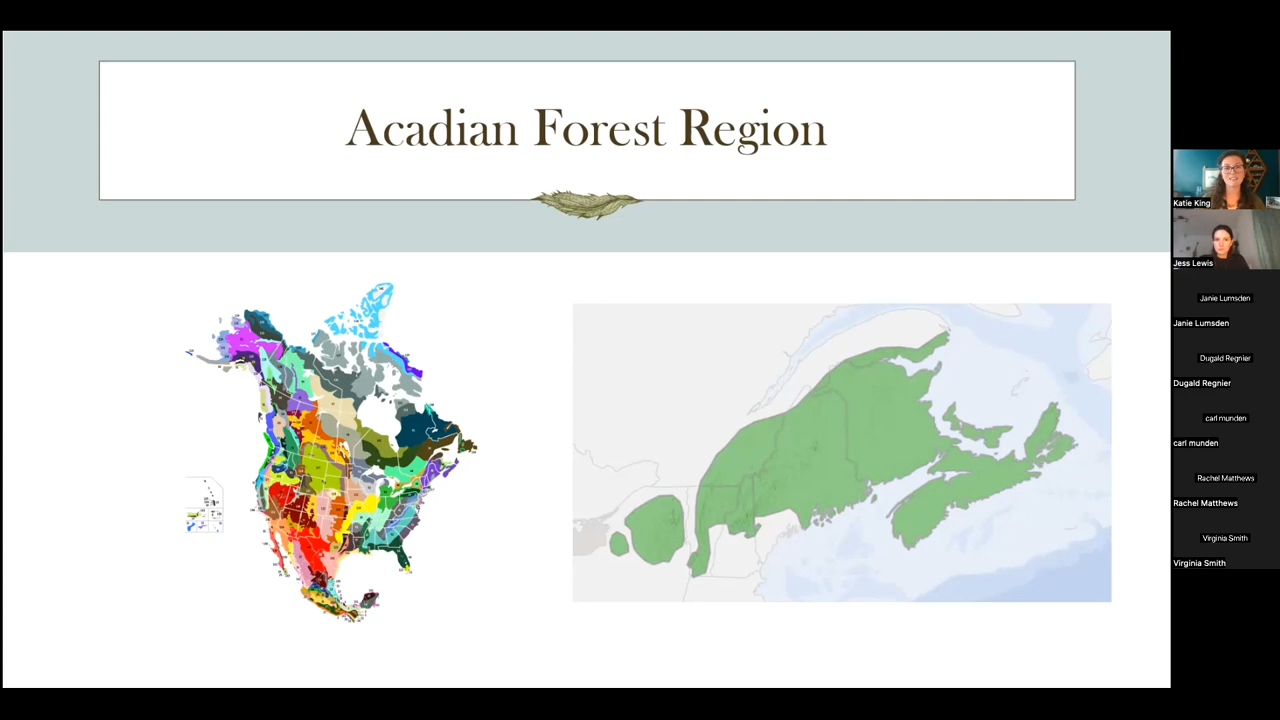 Acadian Forest Region
Katie King
Jess Lewis
Janie Lumsden
Janie Lumsden
Dugald Regnier
Dugald Regnier
carl munden
carl munden
Rachel Matthews
Rachel Matthews
Virginia Smith
Virginia Smith